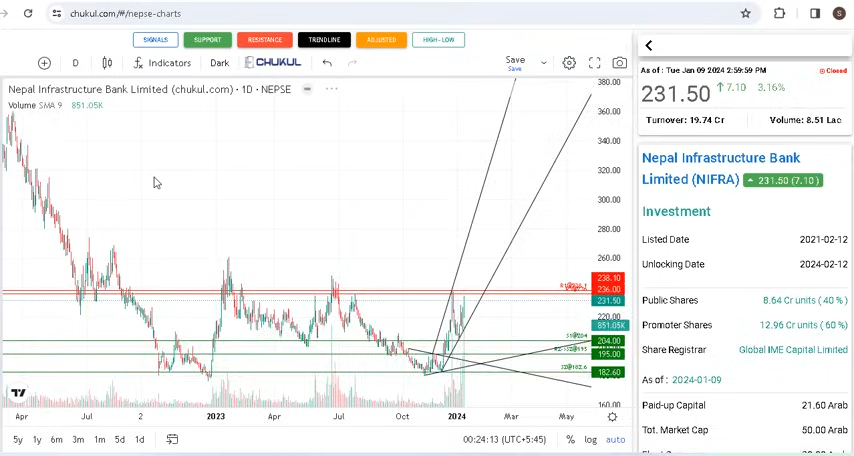 chukul.com/#/nepse-charts
S
SIGNALS SUPPORT RESISTANCE TRENDLINE ADJUSTED HIGH-LOW
D Indicators Dark CHUKUL Save
Save
Nepal Infrastructure Bank Limited (chukul.com) · 1D · NEPSE
Volume SMA 9 851.05K
380.00
360.00
340.00
320.00
300.00
280.00
260.00
238.10
236.00
231.50
220.00
851.05K
S1@204
204.00
195.00
S2@182.6
182.60
160.00
Apr Jul 2 2023 Apr Jul Oct 2024 Mar May
5y 1y 6m 3m 1m 5d 1d 00:24:13 (UTC+5:45) % log auto
As of : Tue Jan 09 2024 2:59:59 PM Closed
231.50 7.10 3.16%
Turnover: 19.74 Cr Volume: 8.51 Lac
Nepal Infrastructure Bank
Limited (NIFRA) 231.50 (7.10)
Investment
Listed Date 2021-02-12
Unlocking Date 2024-02-12
Public Shares 8.64 Cr units ( 40% )
Promoter Shares 12.96 Cr units ( 60% )
Share Registrar Global IME Capital Limited
As of : 2024-01-09
Paid-up Capital 21.60 Arab
Tot. Market Cap 50.00 Arab